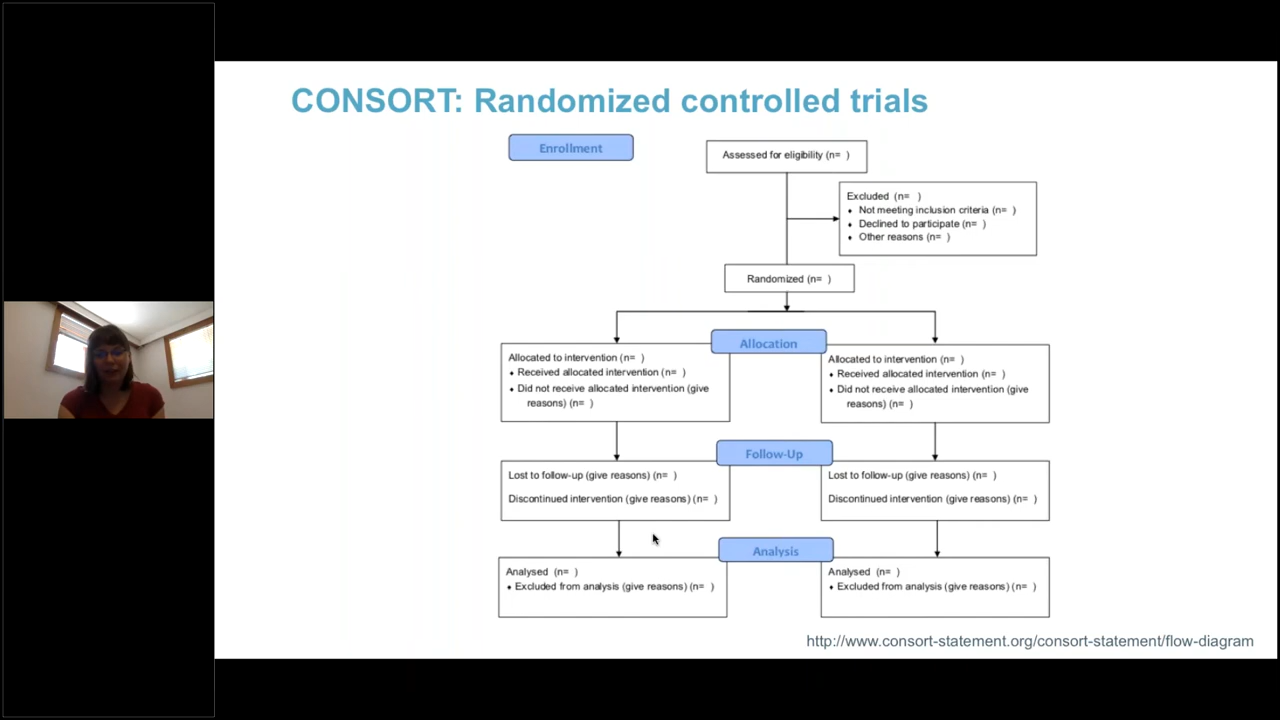 CONSORT: Randomized controlled trials
Enrollment
Assessed for eligibility (n=  )
Excluded  (n=  )
⬧ Not meeting inclusion criteria (n=  )
⬧ Declined to participate (n=  )
⬧ Other reasons (n=  )
Randomized (n=  )
Allocation
Allocated to intervention (n=  )
⬧ Received allocated intervention (n=  )
⬧ Did not receive allocated intervention (give
reasons) (n=  )
Allocated to intervention (n=  )
⬧ Received allocated intervention (n=  )
⬧ Did not receive allocated intervention (give
reasons) (n=  )
Follow-Up
Lost to follow-up (give reasons) (n=  )
Discontinued intervention (give reasons) (n=  )
Lost to follow-up (give reasons) (n=  )
Discontinued intervention (give reasons) (n=  )
Analysis
Analysed  (n=  )
⬧ Excluded from analysis (give reasons) (n=  )
Analysed  (n=  )
⬧ Excluded from analysis (give reasons) (n=  )
http://www.consort-statement.org/consort-statement/flow-diagram